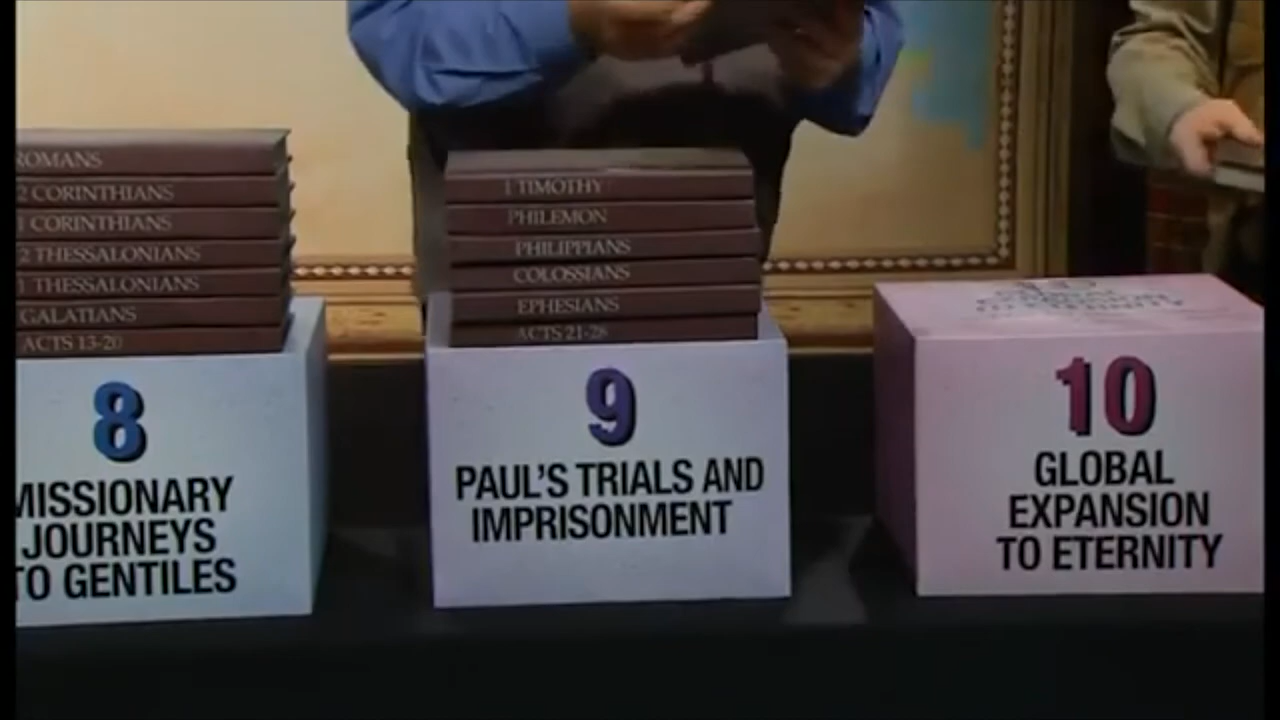 ROMANS
2 CORINTHIANS
1 CORINTHIANS
2 THESSALONIANS
1 THESSALONIANS
GALATIANS
ACTS 13-20
8
MISSIONARY
JOURNEYS
TO GENTILES
1 TIMOTHY
PHILEMON
PHILIPPIANS
COLOSSIANS
EPHESIANS
ACTS 21-28
9
PAUL'S TRIALS AND
IMPRISONMENT
10
GLOBAL
EXPANSION
TO ETERNITY